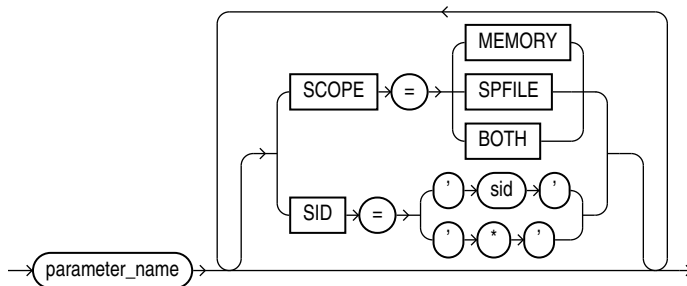 MEMORY
SCOPE = SPFILE
BOTH
' sid '
SID =
' * '
parameter_name